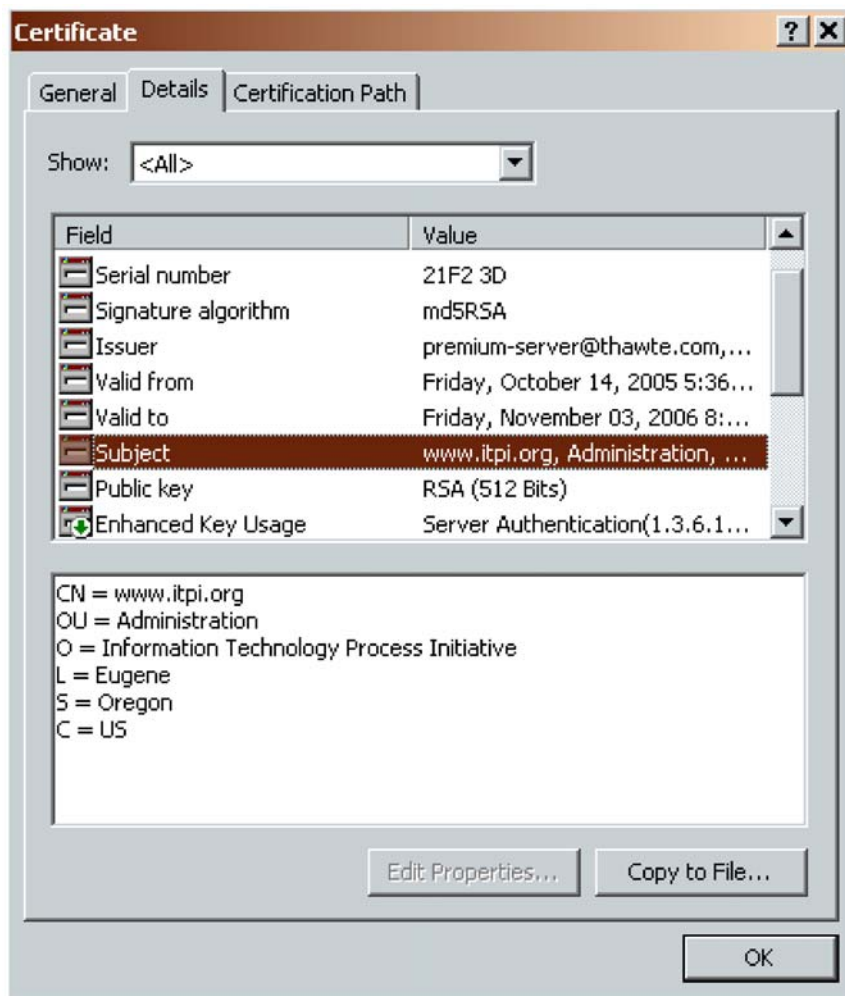 Certificate
General Details Certification Path
Show: <All>
Field Value
Serial number 21F2 3D
Signature algorithm md5RSA
Issuer premium-server@thawte.com,...
Valid from Friday, October 14, 2005 5:36...
Valid to Friday, November 03, 2006 8:...
Subject www.itpi.org, Administration, ...
Public key RSA (512 Bits)
Enhanced Key Usage Server Authentication(1.3.6.1...
CN = www.itpi.org
OU = Administration
O = Information Technology Process Initiative
L = Eugene
S = Oregon
C = US
Edit Properties... Copy to File...
OK